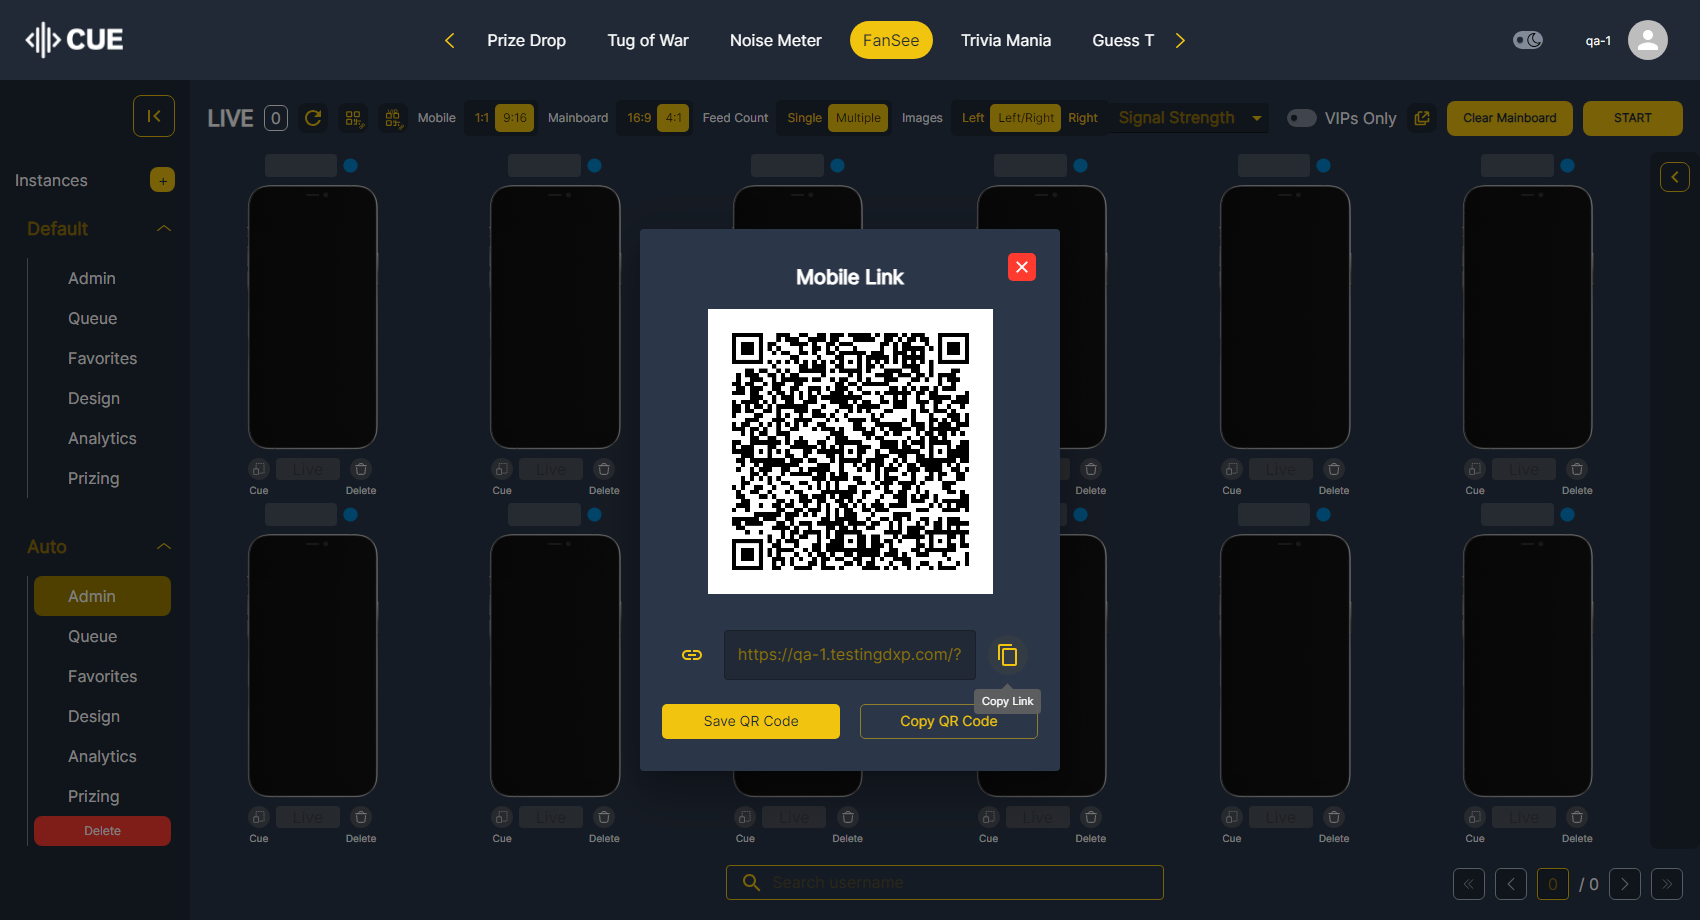 CUE
Prize Drop
Tug of War
Noise Meter
FanSee
Trivia Mania
Guess T
qa-1
LIVE 0
Mobile 1:1 9:16
Mainboard 16:9 4:1
Feed Count Single Multiple
Images Left Left/Right Right
Signal Strength
VIPs Only
Clear Mainboard
START
Instances +
Default
Admin
Queue
Favorites
Design
Analytics
Prizing
Auto
Admin
Queue
Favorites
Design
Analytics
Prizing
Delete
Live
Cue Delete
Live
Cue Delete
Delete
Live
Cue Delete
Live
Cue Delete
Mobile Link
https://qa-1.testingdxp.com/?
Copy Link
Save QR Code
Copy QR Code
Live
Cue Delete
Live
Cue Delete
Live
Cue Delete
Live
Cue Delete
Live
Cue Delete
Live
Cue Delete
Search username
0 / 0